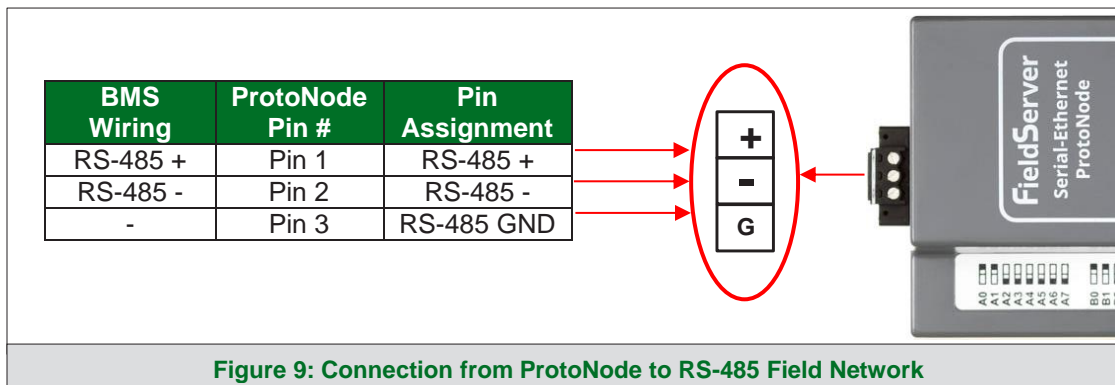 BMS Wiring | ProtoNode Pin # | Pin Assignment
RS-485 + | Pin 1 | RS-485 +
RS-485 - | Pin 2 | RS-485 -
- | Pin 3 | RS-485 GND
+
-
G
FieldServer
Serial-Ethernet
ProtoNode
A0 A1 A2 A3 A4 A5 A6 A7 B0 B1
Figure 9: Connection from ProtoNode to RS-485 Field Network